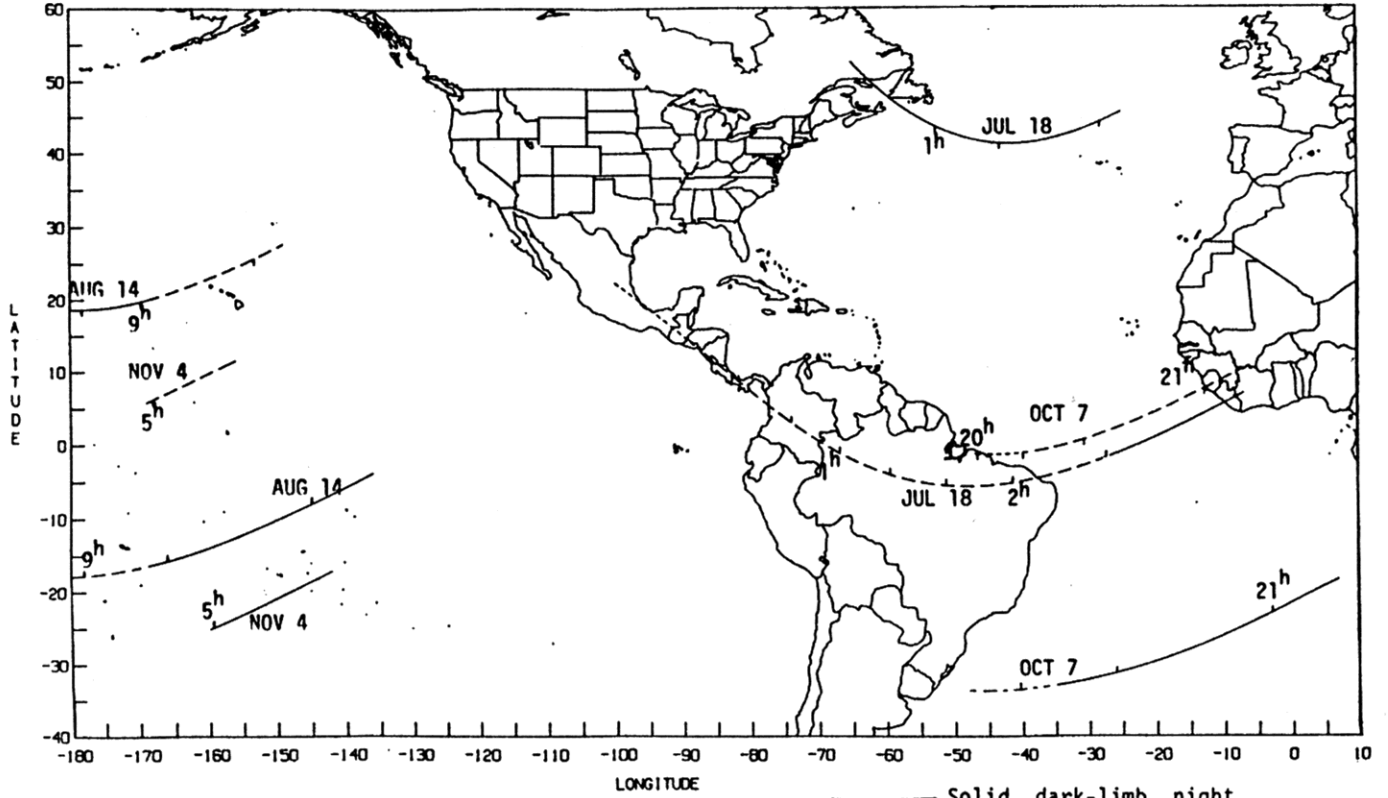 60
50
40
30
20
10
0
-10
-20
-30
-40
LATITUDE
JUL 18
1h
AUG 14
9h
NOV 4
5h
21h
OCT 7
20h
1h
JUL 18
2h
AUG 14
9h
5h
NOV 4
21h
OCT 7
-180 -170 -160 -150 -140 -130 -120 -110 -100 -90 -80 -70 -60 -50 -40 -30 -20 -10 0 10
LONGITUDE
Solid dark-limb night